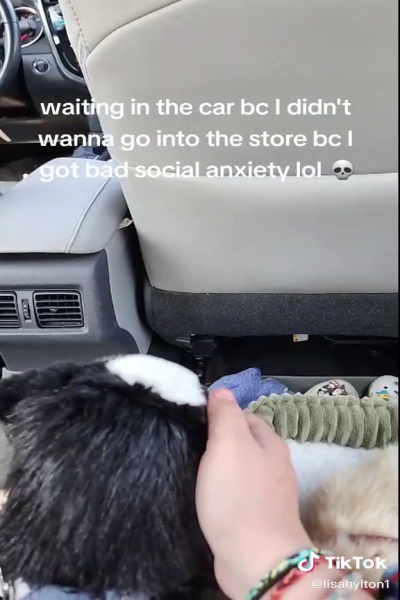 waiting in the car bc I didn't
wanna go into the store bc I
got bad social anxiety lol 💀
TikTok
@lisahylton1